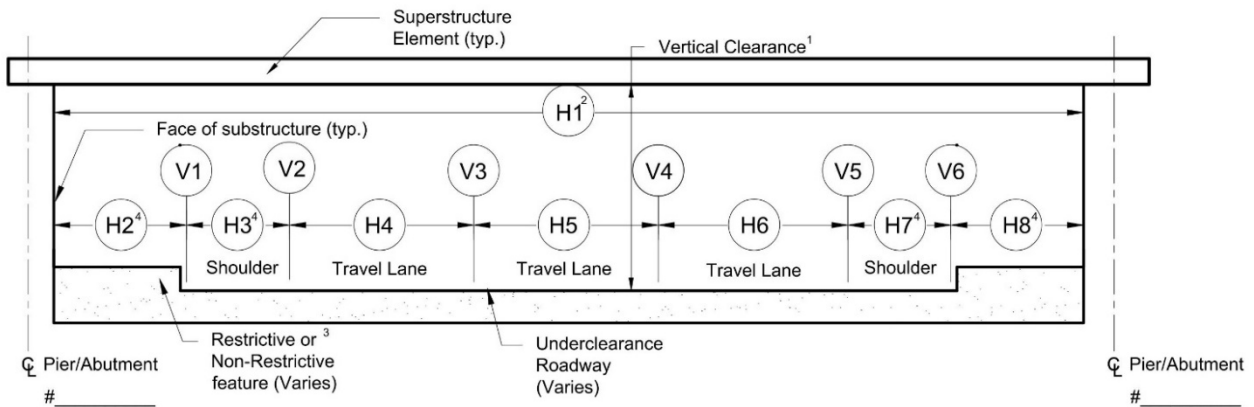 Superstructure
Element (typ.)
Vertical Clearance¹
H1²
Face of substructure (typ.)
V1
V2
V3
V4
V5
V6
H2⁴
H3⁴
H4
H5
H6
H7⁴
H8⁴
Shoulder
Travel Lane
Travel Lane
Travel Lane
Shoulder
Restrictive or ³
Non-Restrictive
feature (Varies)
Underclearance
Roadway
(Varies)
℄ Pier/Abutment
#__________
℄ Pier/Abutment
#__________